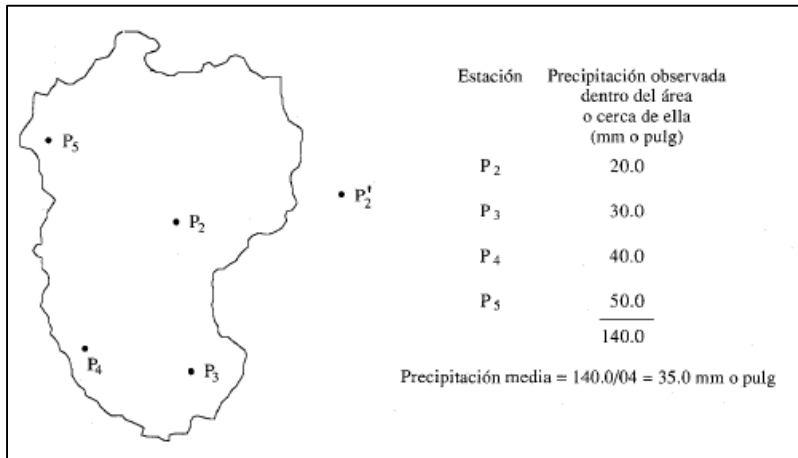 Estación Precipitación observada
dentro del área
o cerca de ella
(mm o pulg)
P5
P2'
P2
P4
P3
P2 20.0
P3 30.0
P4 40.0
P5 50.0
140.0
Precipitación media = 140.0/04 = 35.0 mm o pulg